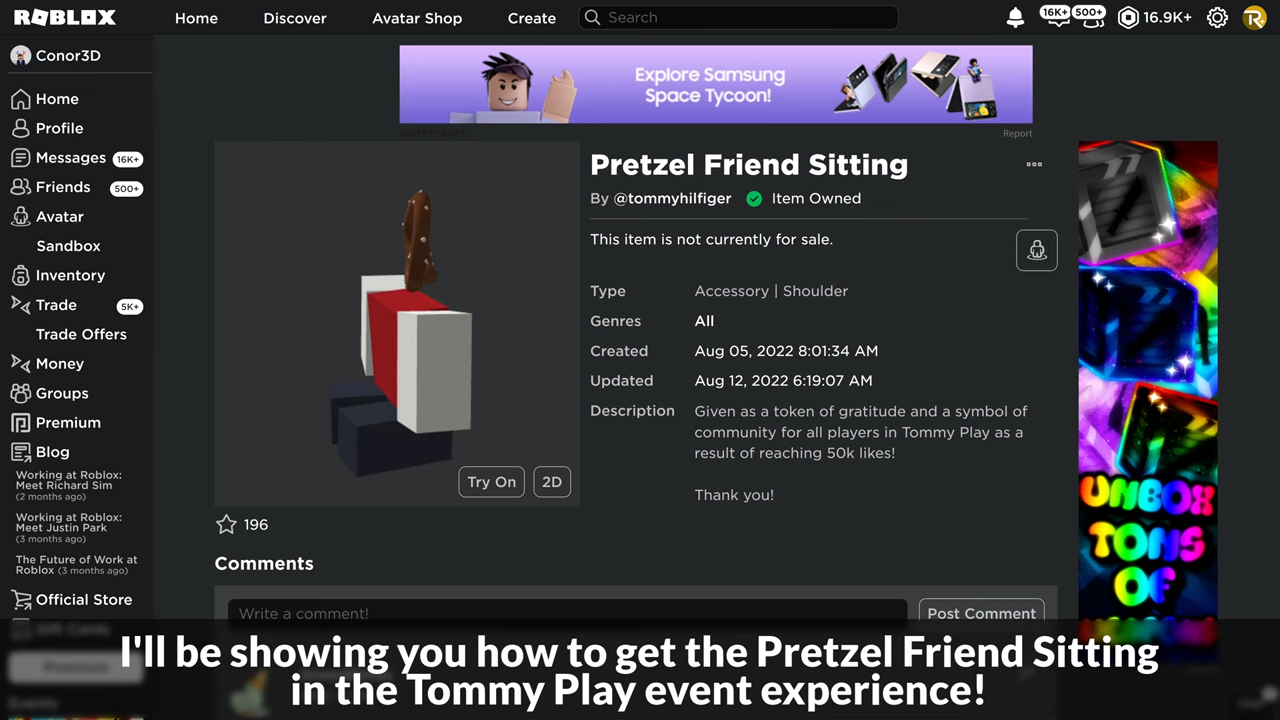 ROBLOX
Home
Discover
Avatar Shop
Create
Search
16K+
500+
16.9K+
Conor3D
Home
Profile
Messages
16K+
Friends
500+
Avatar
Sandbox
Inventory
Trade
5K+
Trade Offers
Money
Groups
Premium
Blog
Working at Roblox:
Meet Richard Sim
(2 months ago)
Working at Roblox:
Meet Justin Park
(3 months ago)
The Future of Work at
Roblox (3 months ago)
Official Store
Gift Cards
Premium
Events
Explore Samsung
Space Tycoon!
ADVERTISEMENT
Report
Pretzel Friend Sitting
By @tommyhilfiger
Item Owned
This item is not currently for sale.
Type
Accessory | Shoulder
Genres
All
Created
Aug 05, 2022 8:01:34 AM
Updated
Aug 12, 2022 6:19:07 AM
Description
Given as a token of gratitude and a symbol of
community for all players in Tommy Play as a
result of reaching 50k likes!
Thank you!
Try On
2D
196
Comments
Write a comment!
Post Comment
UNBOX
TONS
OF
I'll be showing you how to get the Pretzel Friend Sitting
in the Tommy Play event experience!